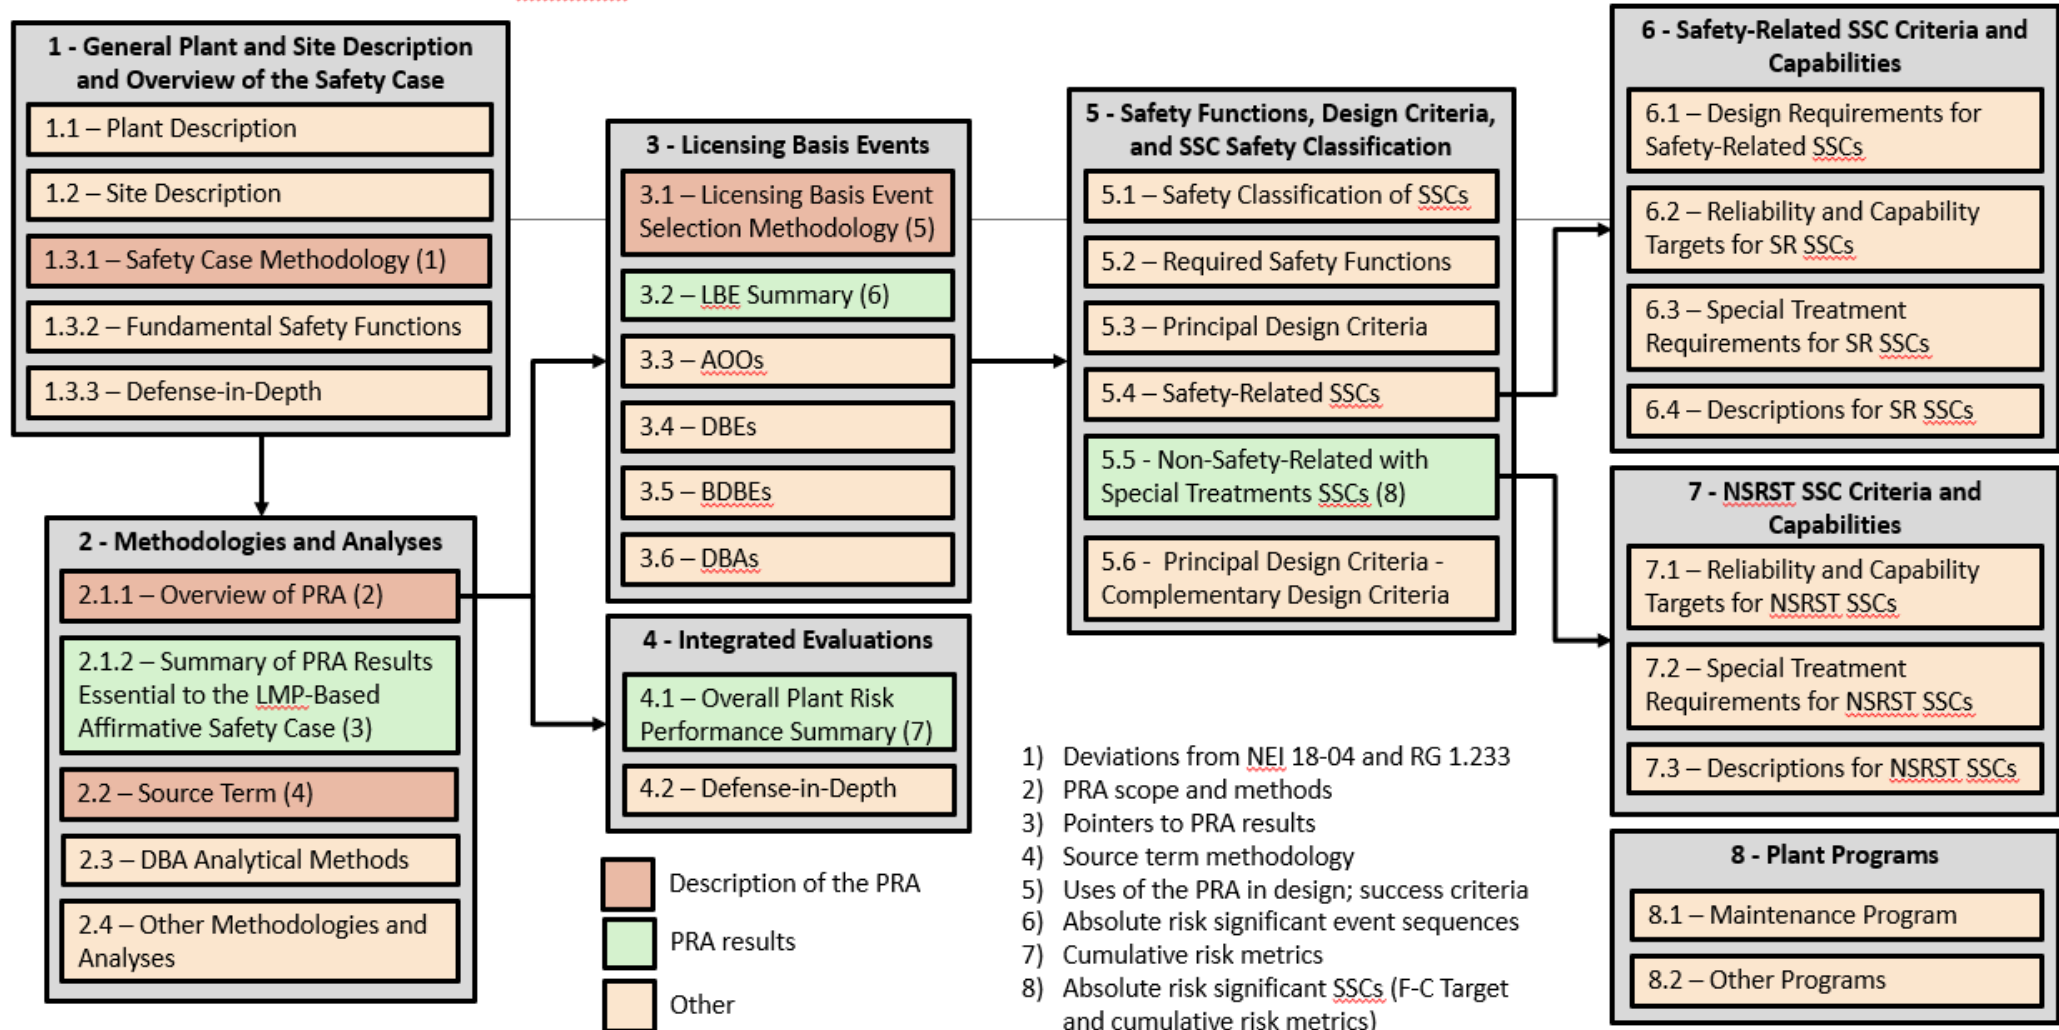 1 - General Plant and Site Description
and Overview of the Safety Case
1.1 – Plant Description
1.2 – Site Description
1.3.1 – Safety Case Methodology (1)
1.3.2 – Fundamental Safety Functions
1.3.3 – Defense-in-Depth
2 - Methodologies and Analyses
2.1.1 – Overview of PRA (2)
2.1.2 – Summary of PRA Results
Essential to the LMP-Based
Affirmative Safety Case (3)
2.2 – Source Term (4)
2.3 – DBA Analytical Methods
2.4 – Other Methodologies and
Analyses
3 - Licensing Basis Events
3.1 – Licensing Basis Event
Selection Methodology (5)
3.2 – LBE Summary (6)
3.3 – AOOs
3.4 – DBEs
3.5 – BDBEs
3.6 – DBAs
4 - Integrated Evaluations
4.1 – Overall Plant Risk
Performance Summary (7)
4.2 – Defense-in-Depth
Description of the PRA
PRA results
Other
5 - Safety Functions, Design Criteria,
and SSC Safety Classification
5.1 – Safety Classification of SSCs
5.2 – Required Safety Functions
5.3 – Principal Design Criteria
5.4 – Safety-Related SSCs
5.5 - Non-Safety-Related with
Special Treatments SSCs (8)
5.6 - Principal Design Criteria -
Complementary Design Criteria
1) Deviations from NEI 18-04 and RG 1.233
2) PRA scope and methods
3) Pointers to PRA results
4) Source term methodology
5) Uses of the PRA in design; success criteria
6) Absolute risk significant event sequences
7) Cumulative risk metrics
8) Absolute risk significant SSCs (F-C Target
and cumulative risk metrics)
6 - Safety-Related SSC Criteria and
Capabilities
6.1 – Design Requirements for
Safety-Related SSCs
6.2 – Reliability and Capability
Targets for SR SSCs
6.3 – Special Treatment
Requirements for SR SSCs
6.4 – Descriptions for SR SSCs
7 - NSRST SSC Criteria and
Capabilities
7.1 – Reliability and Capability
Targets for NSRST SSCs
7.2 – Special Treatment
Requirements for NSRST SSCs
7.3 – Descriptions for NSRST SSCs
8 - Plant Programs
8.1 – Maintenance Program
8.2 – Other Programs